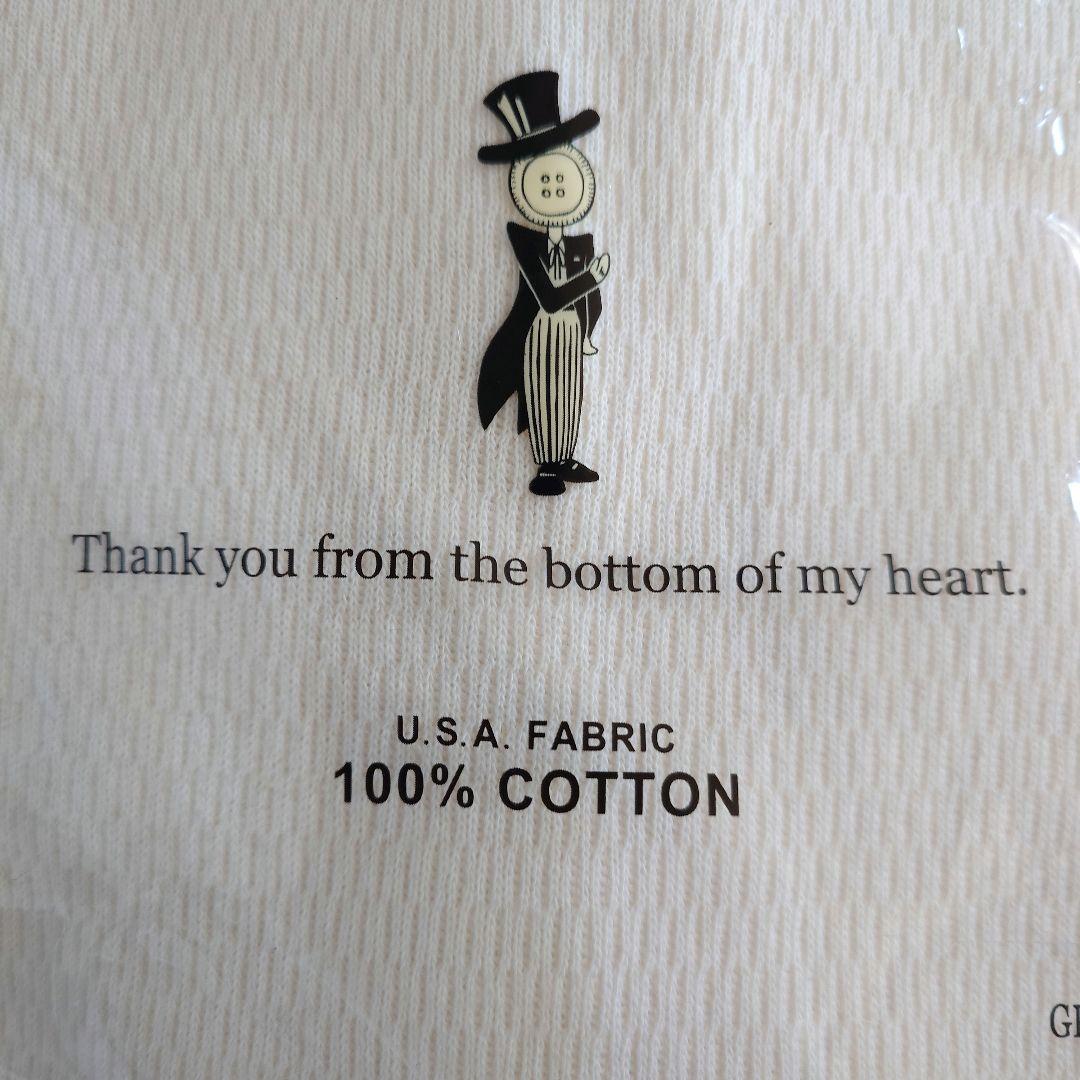 Thank you from the bottom of my heart.
U.S.A. FABRIC
100% COTTON